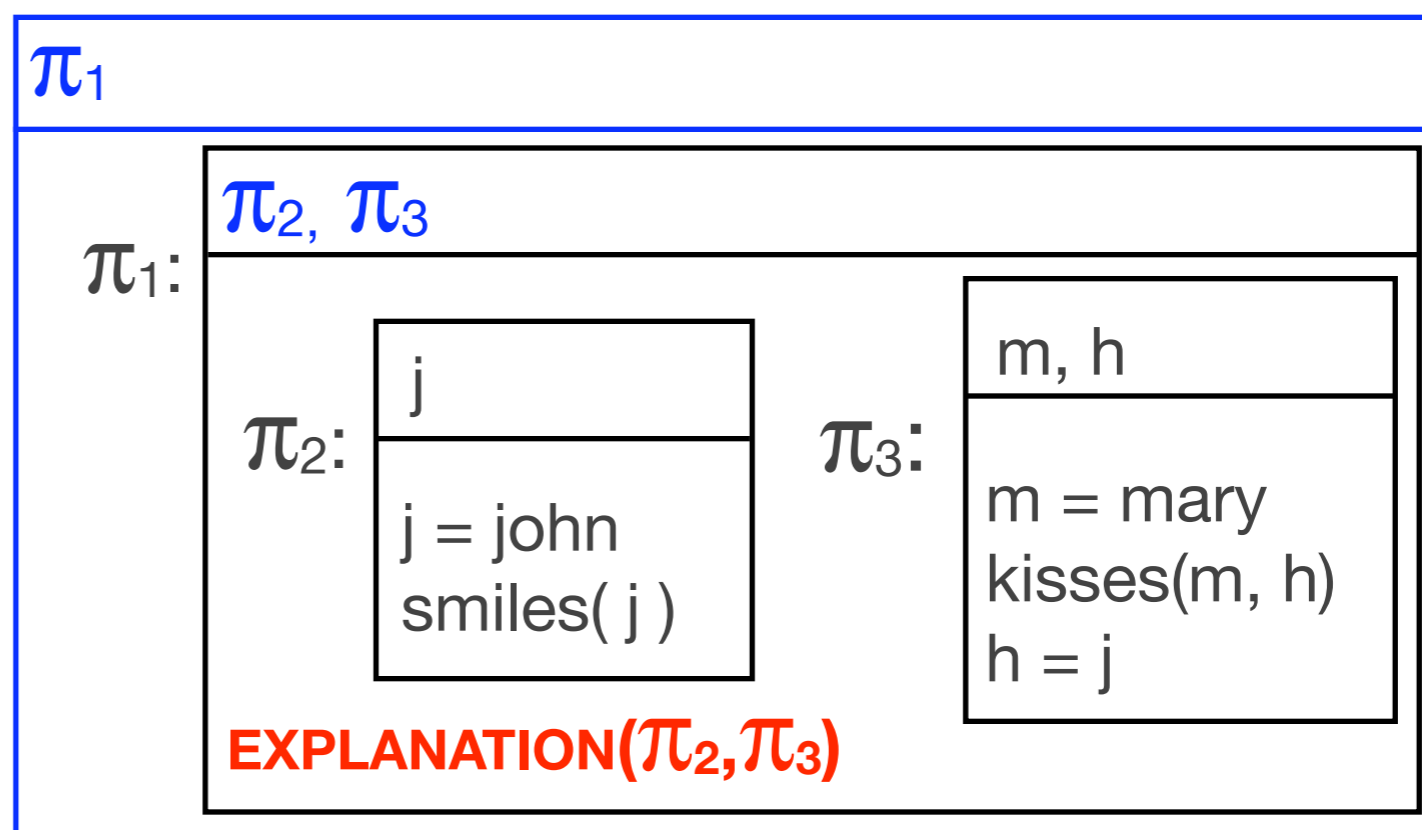 π₁
π₂, π₃
π₁:
j
m, h
π₂:
π₃:
j = john
smiles( j )
m = mary
kisses(m, h)
h = j
EXPLANATION(π₂,π₃)